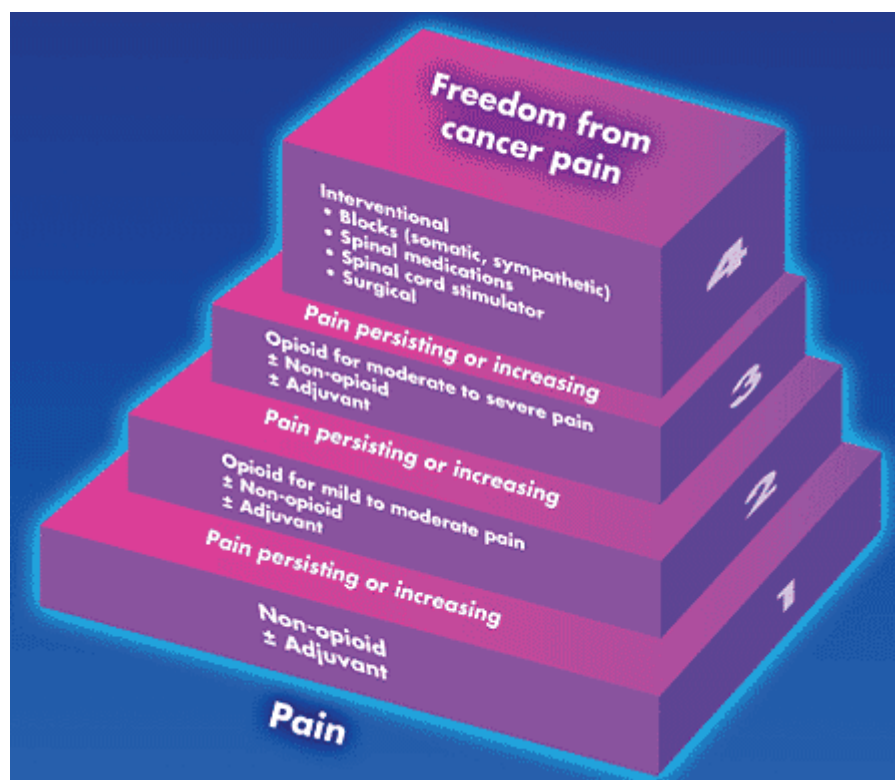 Freedom from
cancer pain
Interventional
• Blocks (somatic, sympathetic)
• Spinal medications
• Spinal cord stimulator
• Surgical
4
Pain persisting or increasing
Opioid for moderate to severe pain
± Non-opioid
± Adjuvant
3
Pain persisting or increasing
Opioid for mild to moderate pain
± Non-opioid
± Adjuvant
2
Pain persisting or increasing
Non-opioid
± Adjuvant
1
Pain